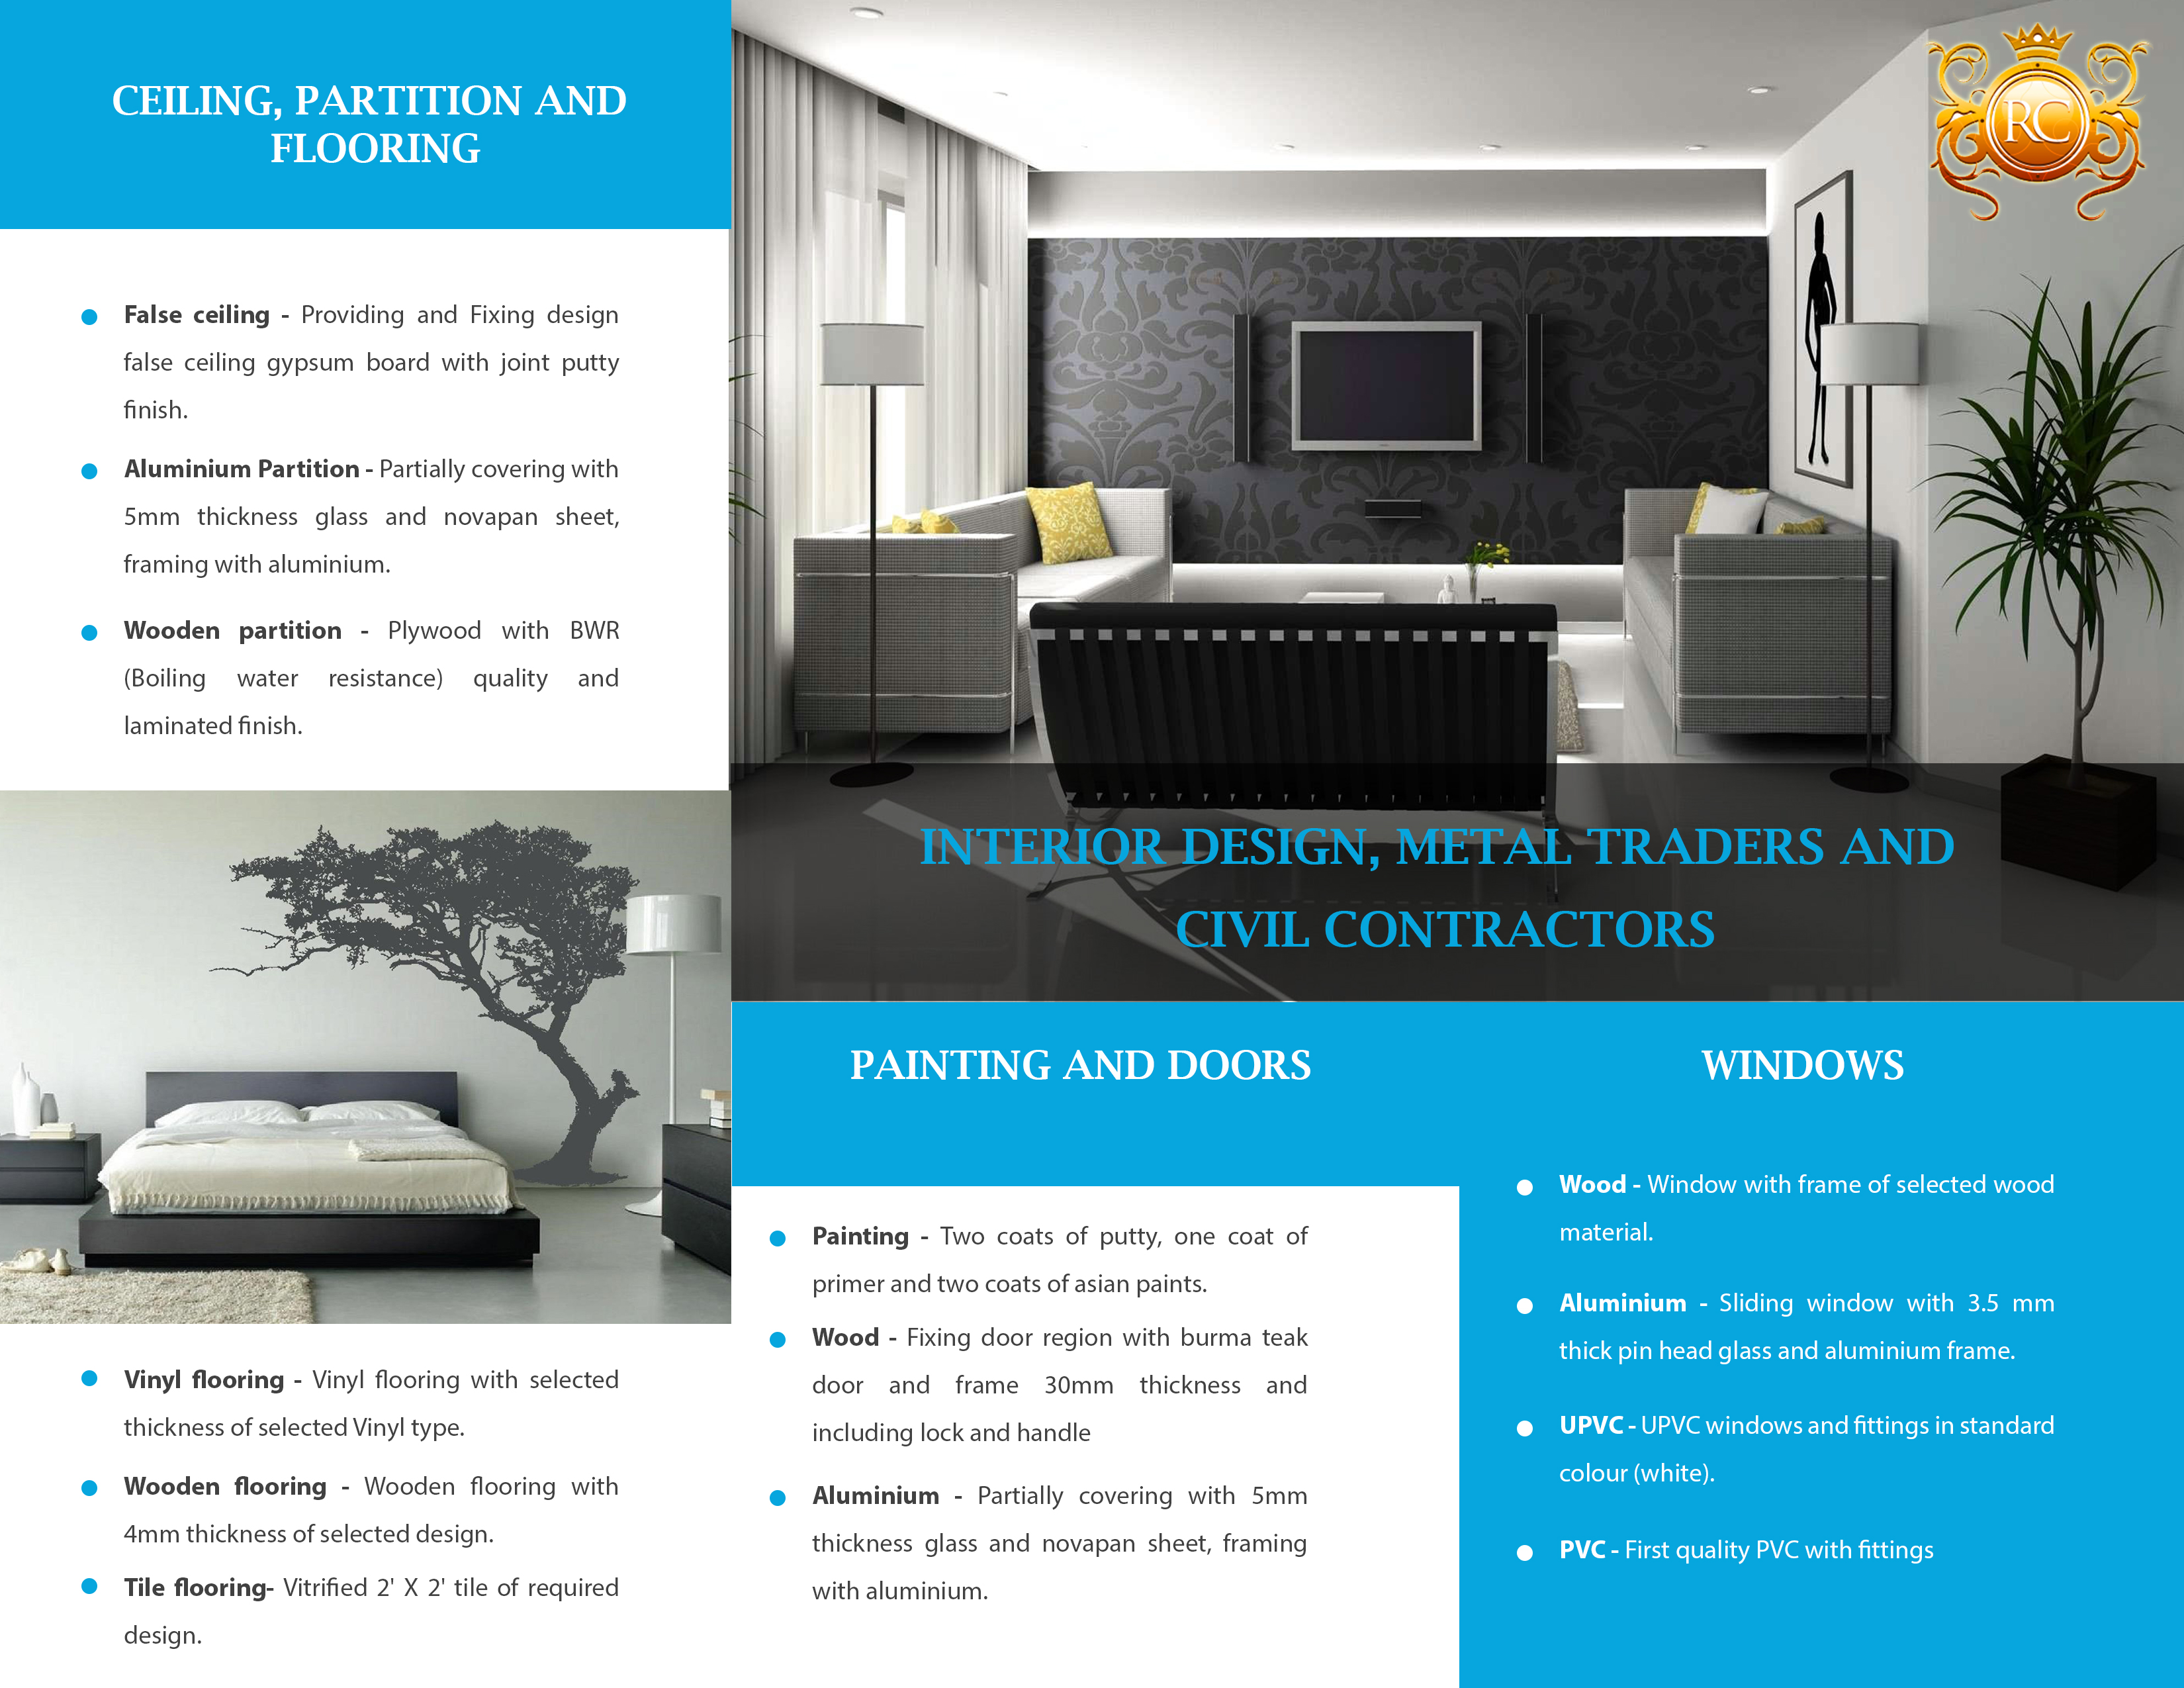 CEILING, PARTITION AND
FLOORING
False ceiling - Providing and Fixing design
false ceiling gypsum board with joint putty
finish.
Aluminium Partition - Partially covering with
5mm thickness glass and novapan sheet,
framing with aluminium.
Wooden partition - Plywood with BWR
(Boiling water resistance) quality and
laminated finish.
Vinyl flooring - Vinyl flooring with selected
thickness of selected Vinyl type.
Wooden flooring - Wooden flooring with
4mm thickness of selected design.
Tile flooring- Vitrified 2' X 2' tile of required
design.
RC
INTERIOR DESIGN, METAL TRADERS AND
CIVIL CONTRACTORS
PAINTING AND DOORS
Painting - Two coats of putty, one coat of
primer and two coats of asian paints.
Wood - Fixing door region with burma teak
door and frame 30mm thickness and
including lock and handle
Aluminium - Partially covering with 5mm
thickness glass and novapan sheet, framing
with aluminium.
WINDOWS
Wood - Window with frame of selected wood
material.
Aluminium - Sliding window with 3.5 mm
thick pin head glass and aluminium frame.
UPVC - UPVC windows and fittings in standard
colour (white).
PVC - First quality PVC with fittings